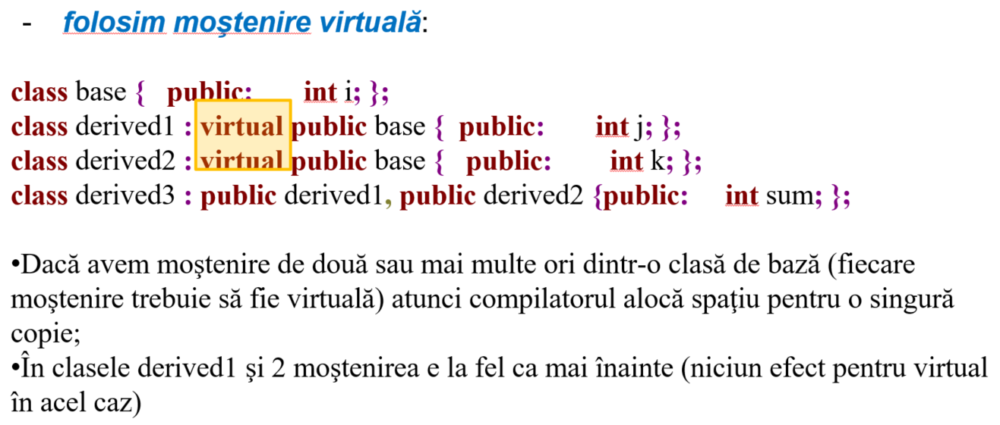 - folosim moştenire virtuală:
class base { public: int i; };
class derived1 : virtual public base { public: int j; };
class derived2 : virtual public base { public: int k; };
class derived3 : public derived1, public derived2 {public: int sum; };
•Dacă avem moştenire de două sau mai multe ori dintr-o clasă de bază (fiecare
moştenire trebuie să fie virtuală) atunci compilatorul alocă spaţiu pentru o singură
copie;
•În clasele derived1 şi 2 moştenirea e la fel ca mai înainte (niciun efect pentru virtual
în acel caz)